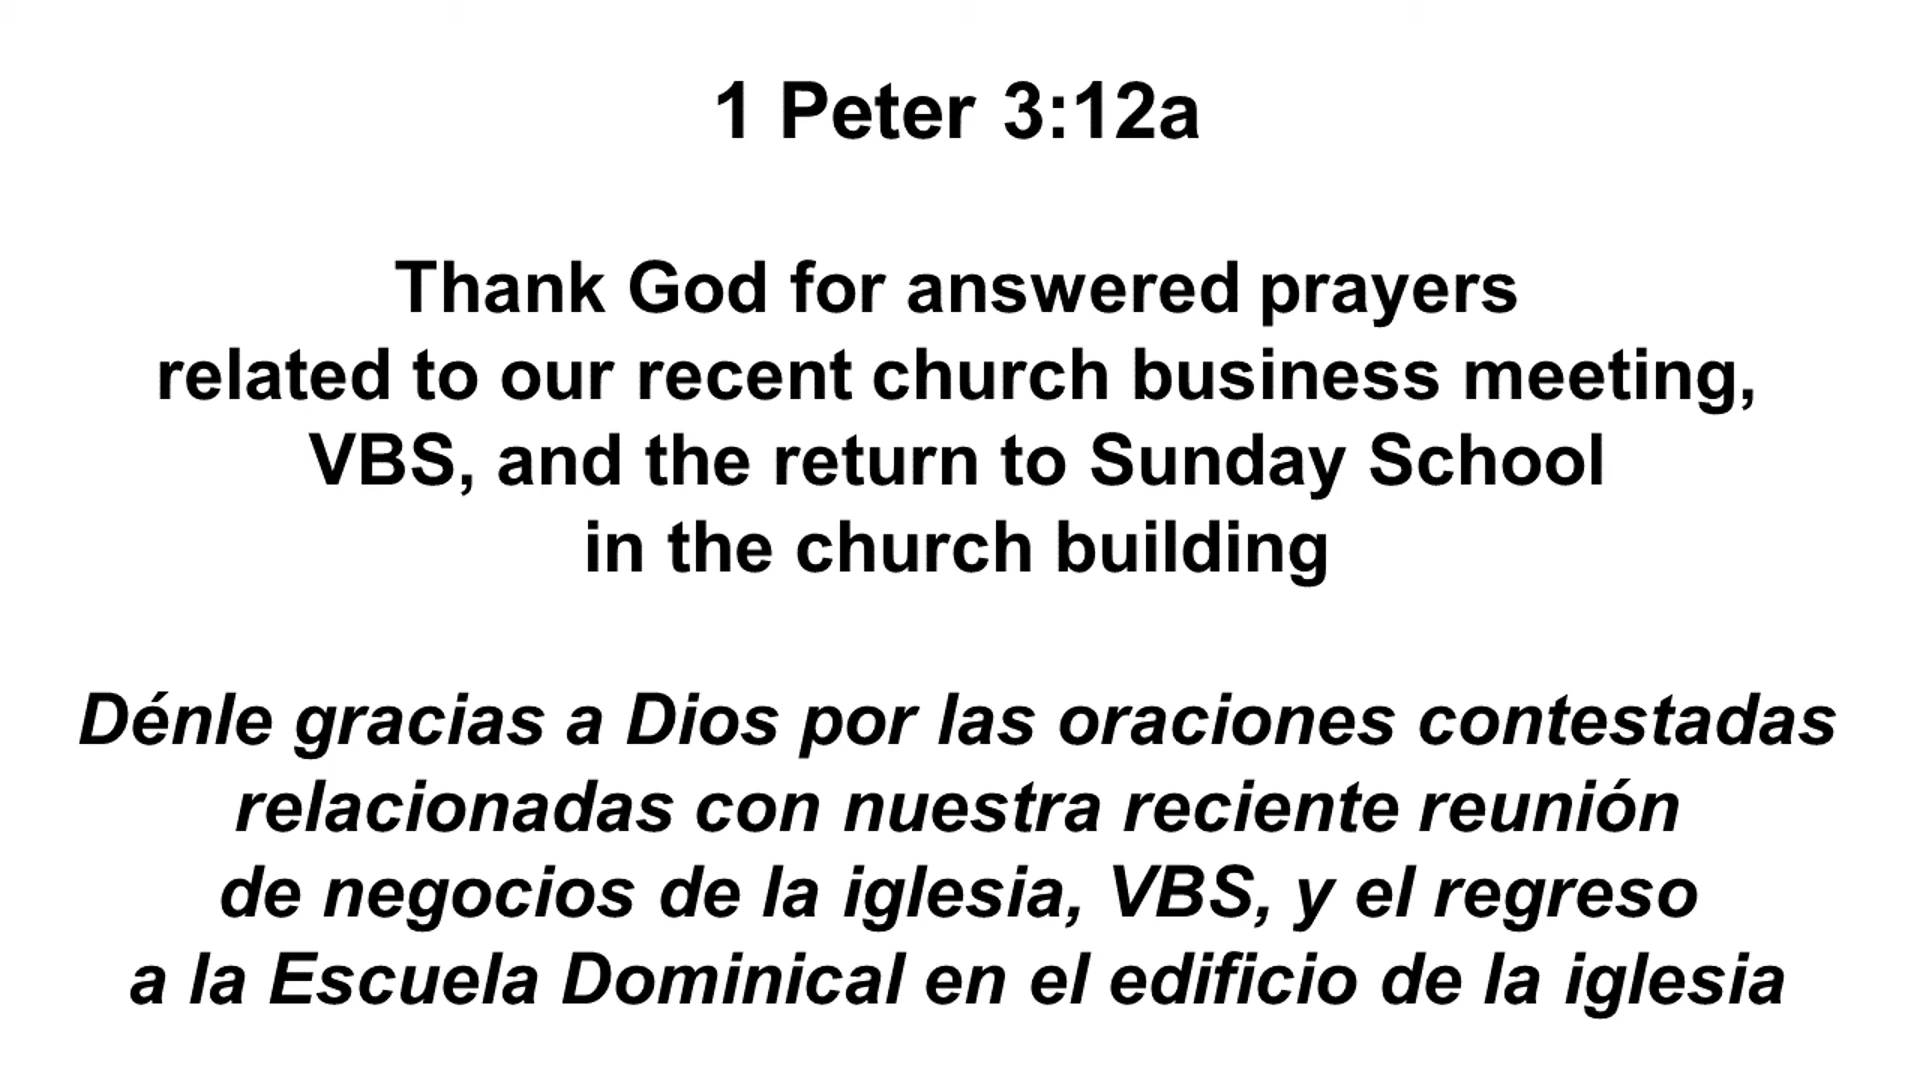 1 Peter 3:12a
Thank God for answered prayers
related to our recent church business meeting,
VBS, and the return to Sunday School
in the church building
Dénle gracias a Dios por las oraciones contestadas
relacionadas con nuestra reciente reunión
de negocios de la iglesia, VBS, y el regreso
a la Escuela Dominical en el edificio de la iglesia